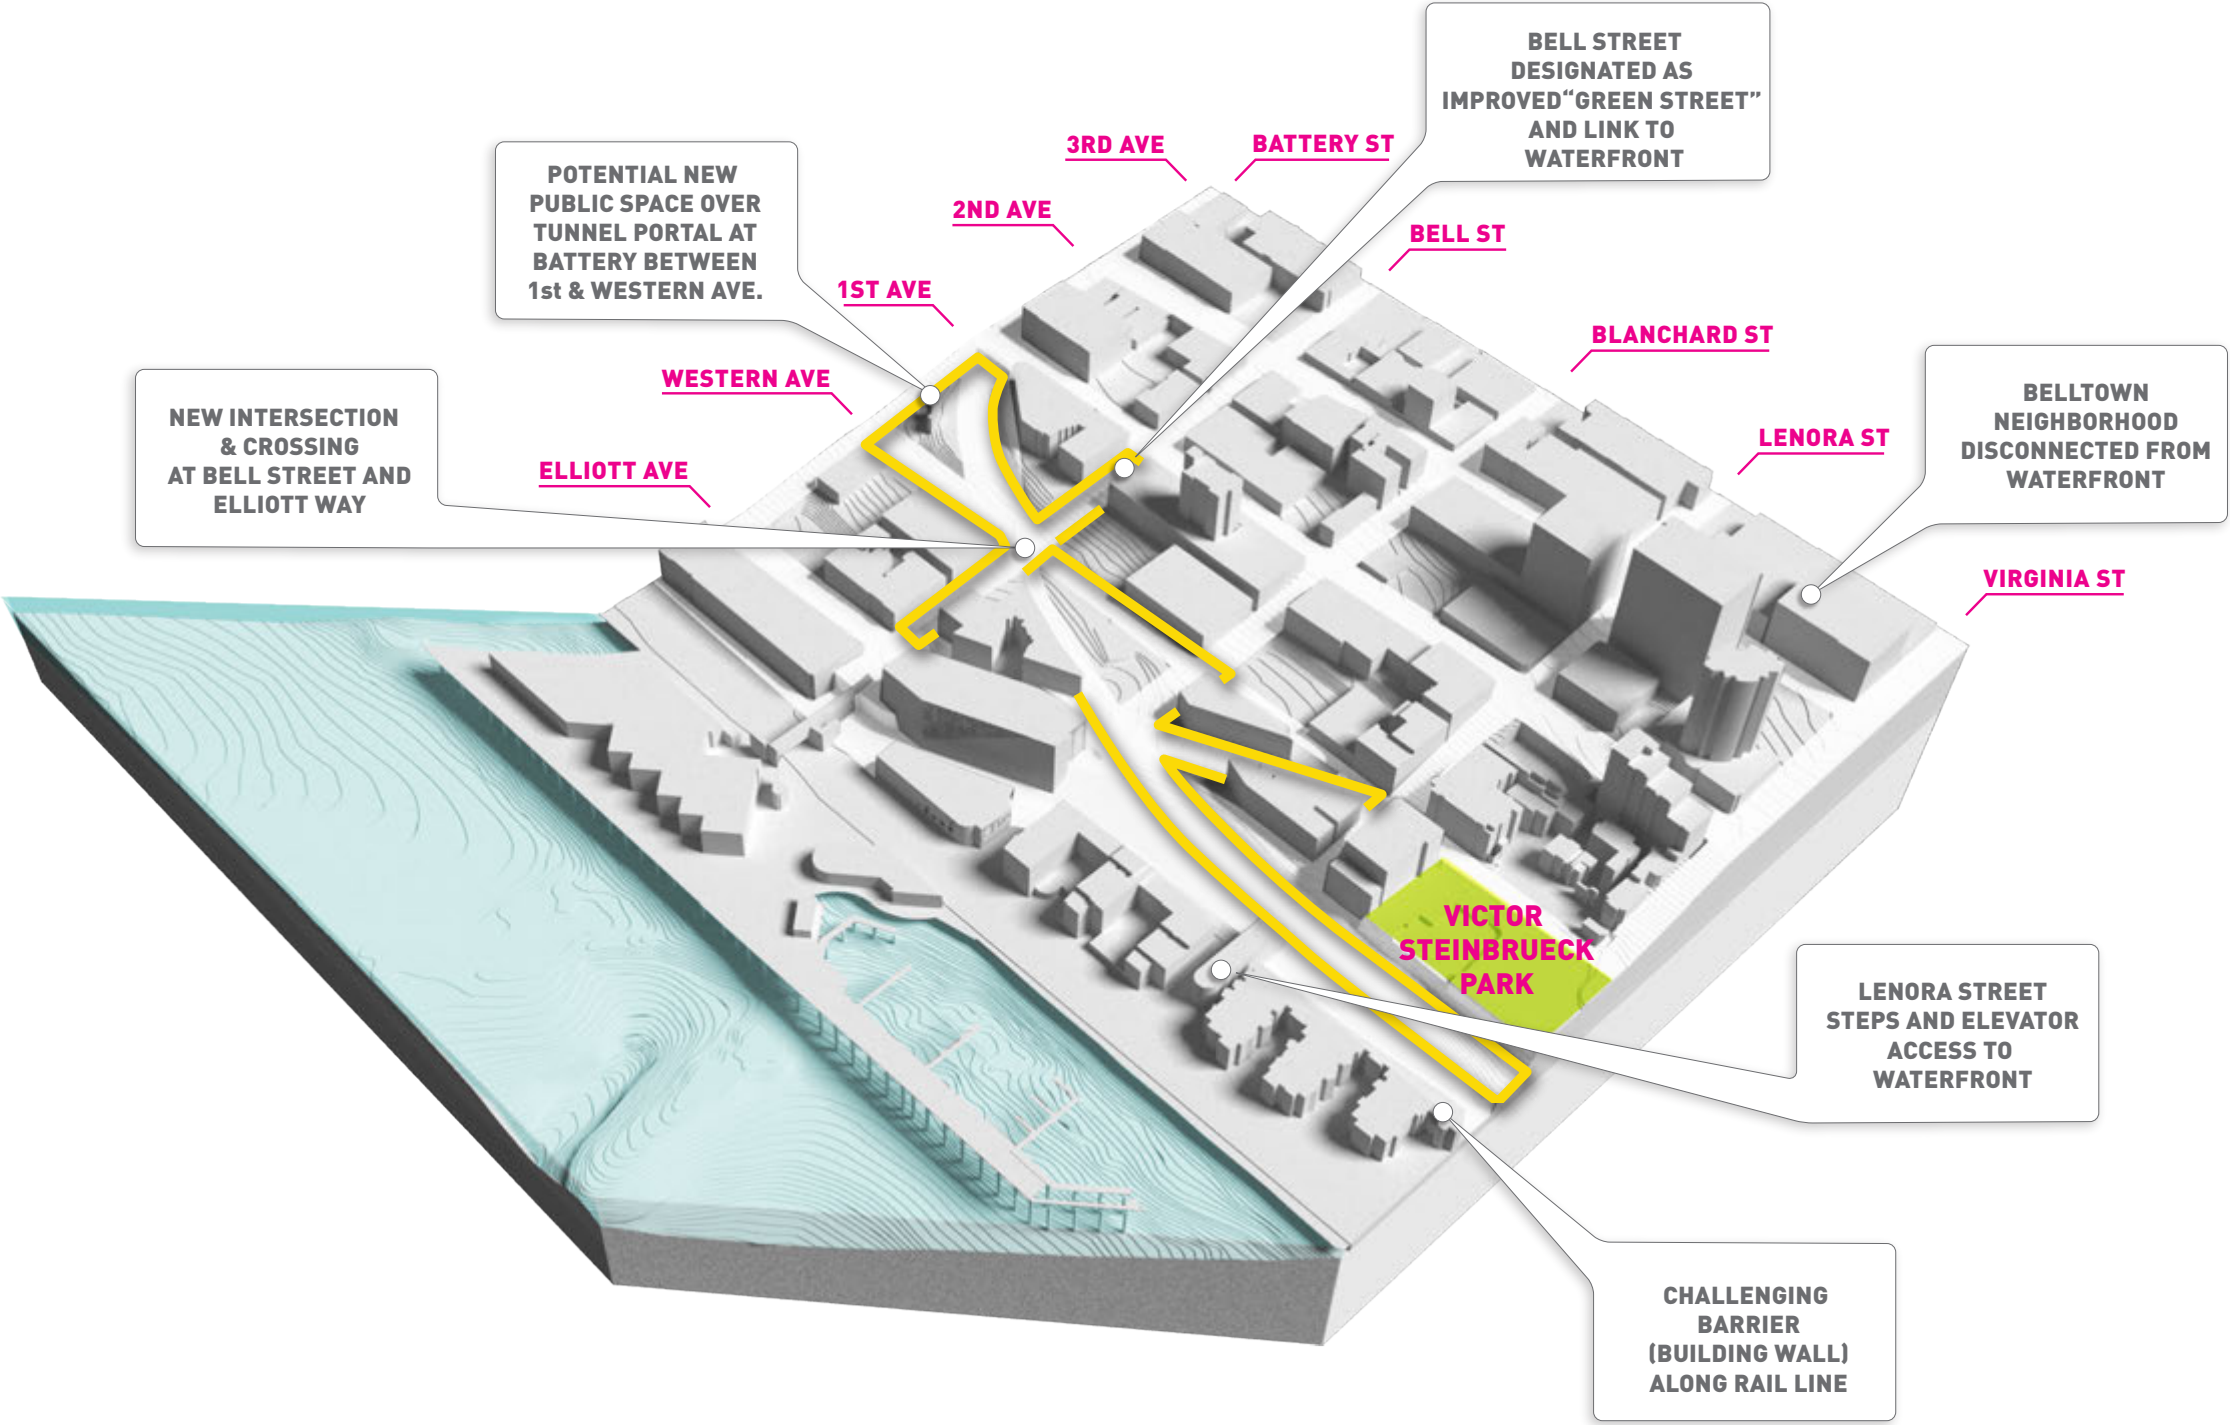 BELL STREET
DESIGNATED AS
IMPROVED“GREEN STREET”
AND LINK TO
WATERFRONT
3RD AVE
BATTERY ST
POTENTIAL NEW
PUBLIC SPACE OVER
TUNNEL PORTAL AT
BATTERY BETWEEN
1st & WESTERN AVE.
2ND AVE
BELL ST
1ST AVE
BLANCHARD ST
WESTERN AVE
BELLTOWN
NEIGHBORHOOD
DISCONNECTED FROM
WATERFRONT
NEW INTERSECTION
& CROSSING
AT BELL STREET AND
ELLIOTT WAY
LENORA ST
ELLIOTT AVE
VIRGINIA ST
VICTOR
STEINBRUECK
PARK
LENORA STREET
STEPS AND ELEVATOR
ACCESS TO
WATERFRONT
CHALLENGING
BARRIER
(BUILDING WALL)
ALONG RAIL LINE